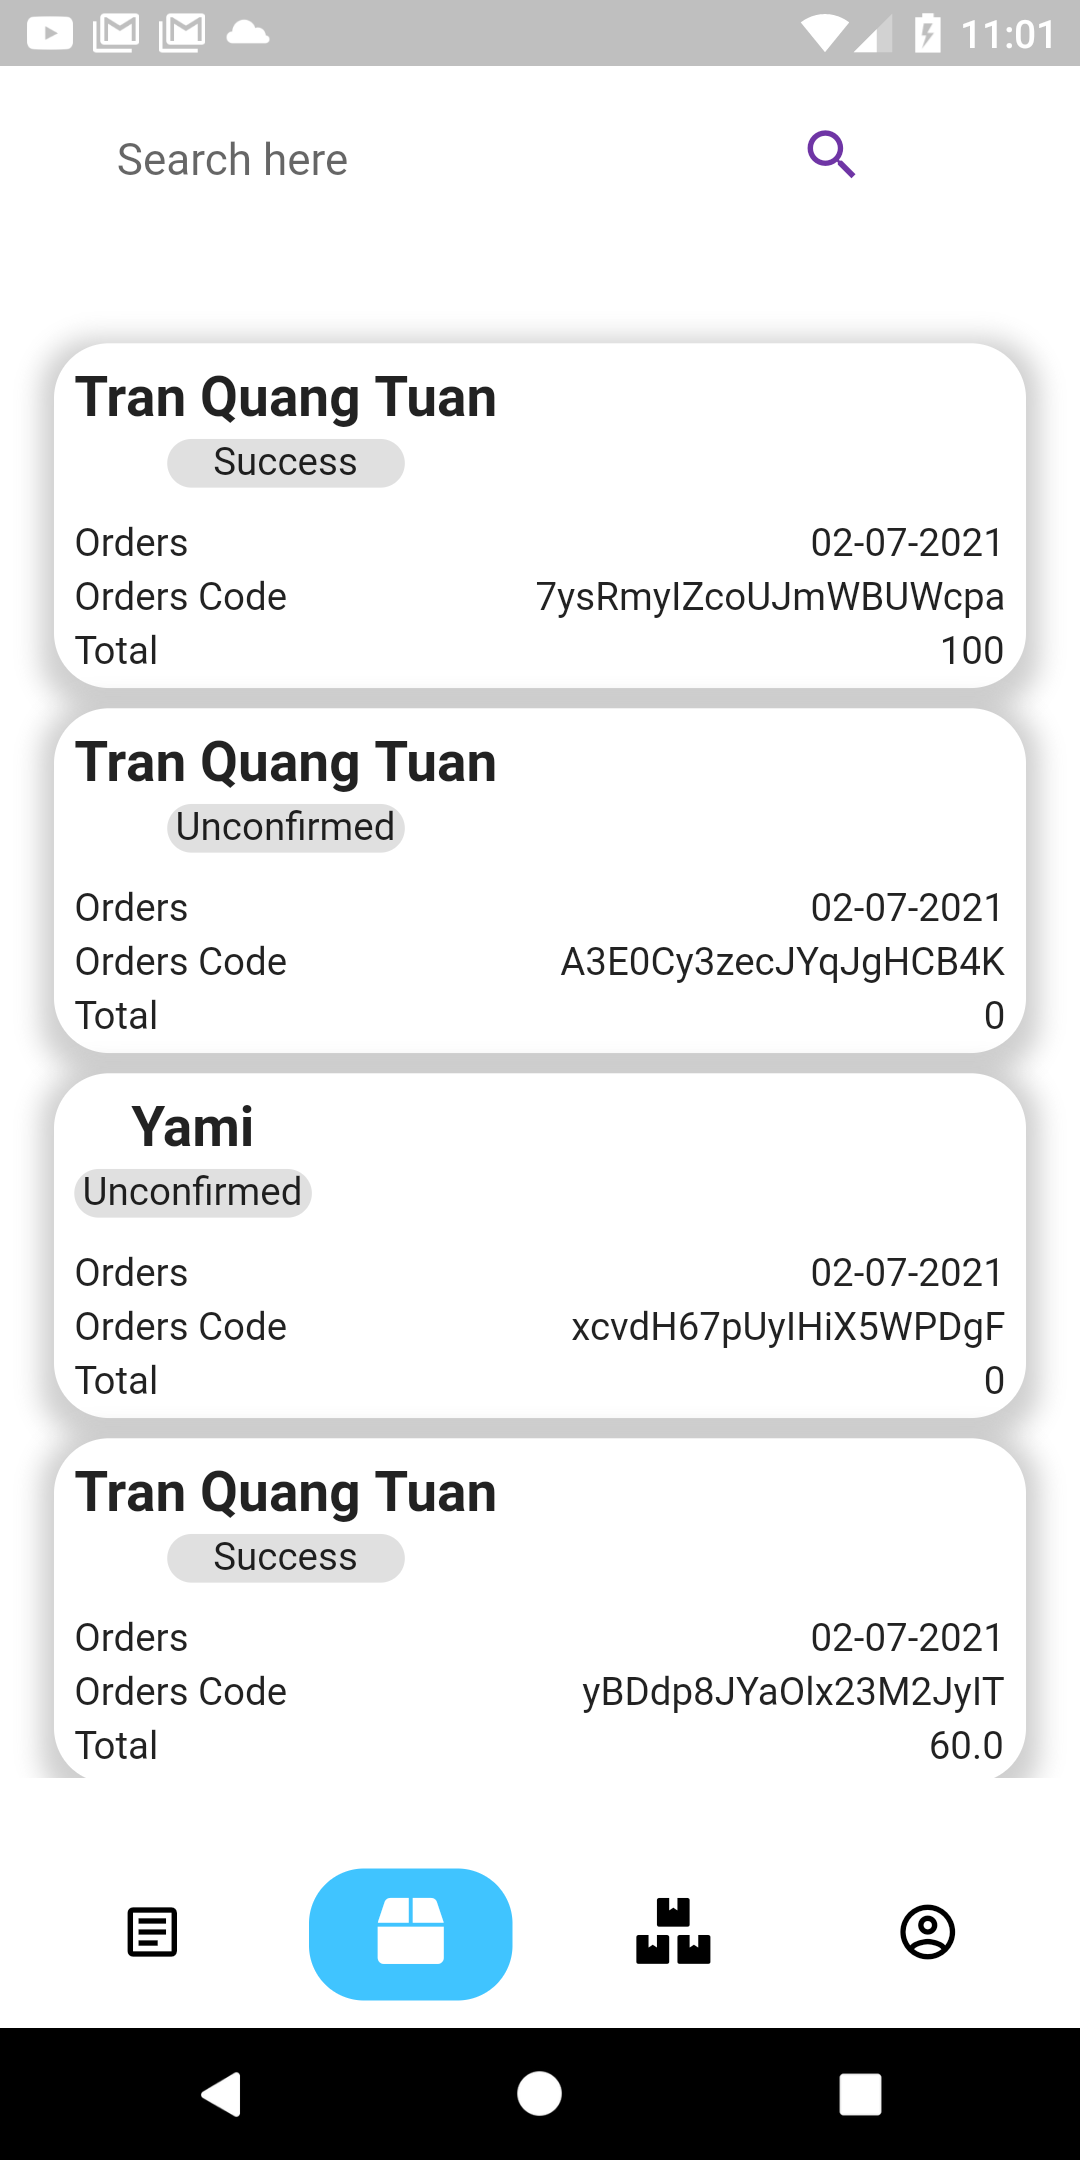 11:01
Search here
Tran Quang Tuan
Success
Orders 02-07-2021
Orders Code 7ysRmyIZcoUJmWBUWcpa
Total 100
Tran Quang Tuan
Unconfirmed
Orders 02-07-2021
Orders Code A3E0Cy3zecJYqJgHCB4K
Total 0
Yami
Unconfirmed
Orders 02-07-2021
Orders Code xcvdH67pUyIHiX5WPDgF
Total 0
Tran Quang Tuan
Success
Orders 02-07-2021
Orders Code yBDdp8JYaOlx23M2JyIT
Total 60.0